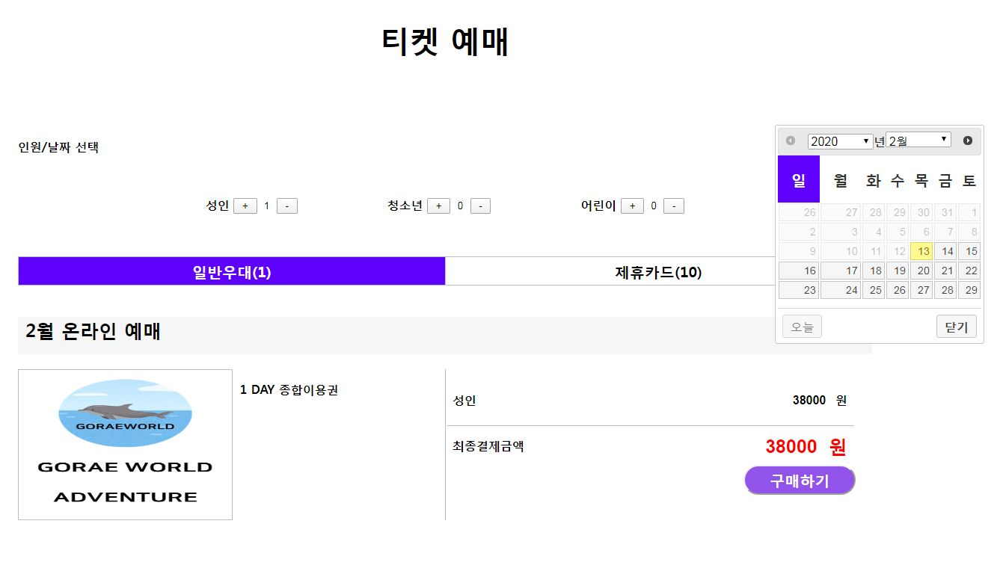 티켓 예매
인원/날짜 선택
성인 + 1 - 청소년 + 0 - 어린이 + 0 -
일반우대(1) 제휴카드(10)
2월 온라인 예매
GORAEWORLD
GORAE WORLD
ADVENTURE
1 DAY 종합이용권
성인 38000 원
최종결제금액 38000 원
구매하기
2020 년 2월
일 월 화 수 목 금 토
26 27 28 29 30 31 1
2 3 4 5 6 7 8
9 10 11 12 13 14 15
16 17 18 19 20 21 22
23 24 25 26 27 28 29
오늘 닫기